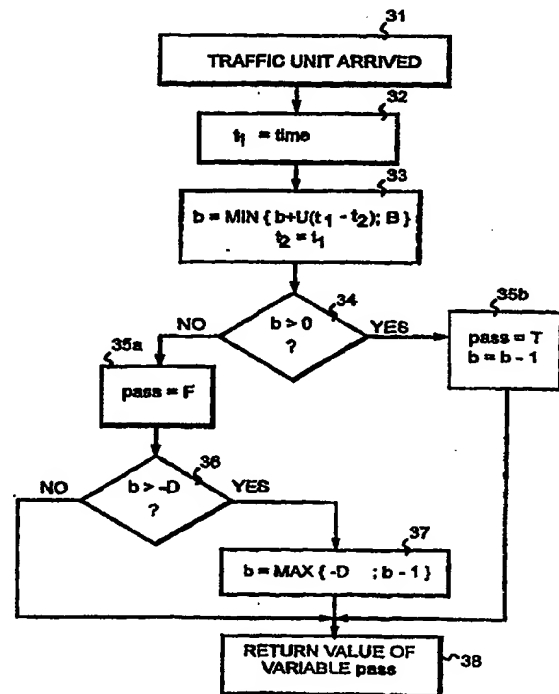 31
TRAFFIC UNIT ARRIVED
32
t1 = time
33
b = MIN { b+U(t1 - t2); B }
t2 = t1
34
NO
b > 0
?
YES
35b
pass = T
b = b - 1
35a
pass = F
36
NO
b > -D
?
YES
37
b = MAX { -D ; b - 1 }
RETURN VALUE OF
VARIABLE pass
38